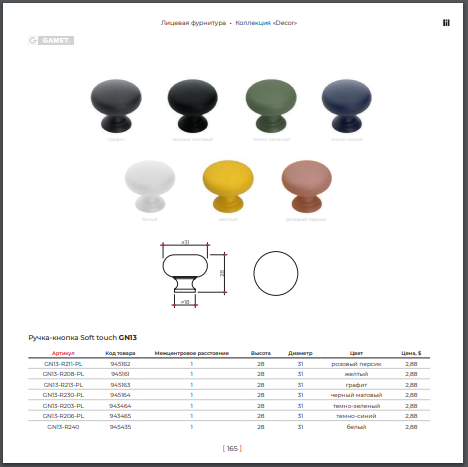 Лицевая фурнитура • Коллекция «Decor»
GAMET
графит
черный матовый
темно-зеленый
темно-синий
белый
желтый
розовый персик
⌀31
28
⌀18
Ручка-кнопка Soft touch GN13
Артикул Код товара Межцентровое расстояние Высота Диаметр Цвет Цена, $
GN13-R211-PL 945162 1 28 31 розовый персик 2,88
GN13-R208-PL 945161 1 28 31 желтый 2,88
GN13-R213-PL 945163 1 28 31 графит 2,88
GN13-R230-PL 945164 1 28 31 черный матовый 2,88
GN13-R203-PL 943464 1 28 31 темно-зеленый 2,88
GN13-R206-PL 943465 1 28 31 темно-синий 2,88
GN13-R240 945435 1 28 31 белый 2,88
[ 165 ]